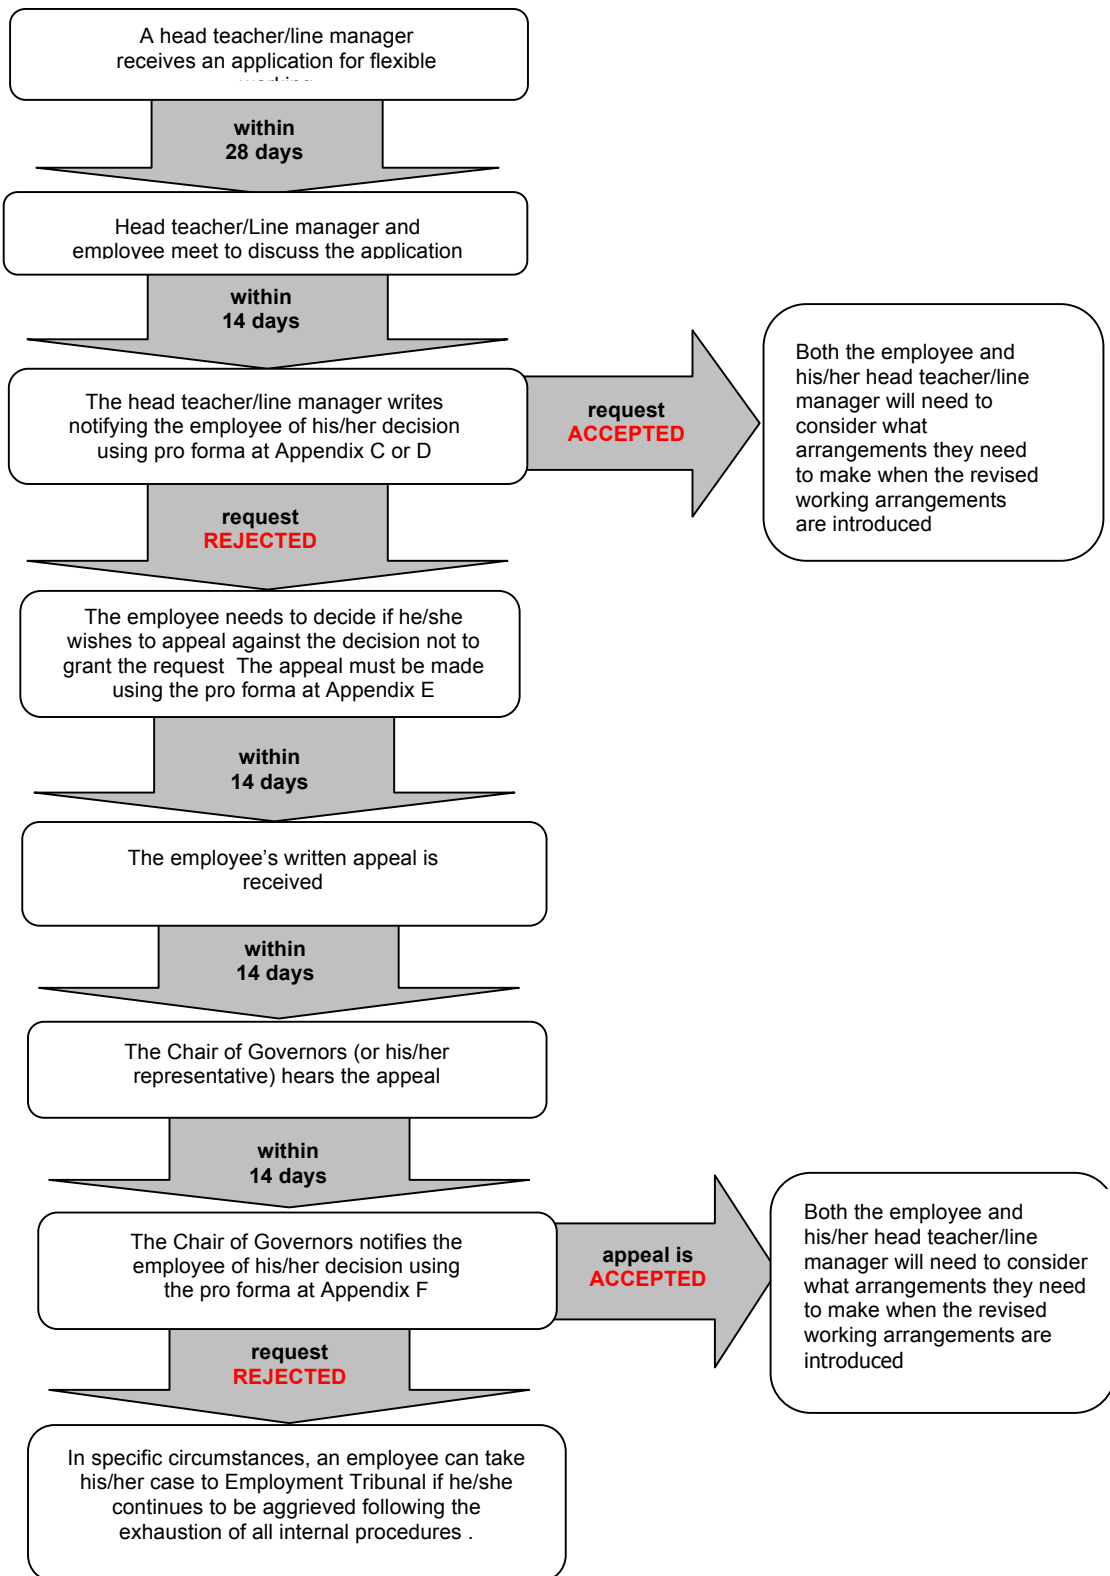 A head teacher/line manager
receives an application for flexible
within
28 days
Head teacher/Line manager and
employee meet to discuss the application
within
14 days
The head teacher/line manager writes
notifying the employee of his/her decision
using pro forma at Appendix C or D
request
ACCEPTED
Both the employee and
his/her head teacher/line
manager will need to
consider what
arrangements they need
to make when the revised
working arrangements
are introduced
request
REJECTED
The employee needs to decide if he/she
wishes to appeal against the decision not to
grant the request  The appeal must be made
using the pro forma at Appendix E
within
14 days
The employee’s written appeal is
received
within
14 days
The Chair of Governors (or his/her
representative) hears the appeal
within
14 days
The Chair of Governors notifies the
employee of his/her decision using
the pro forma at Appendix F
appeal is
ACCEPTED
Both the employee and
his/her head teacher/line
manager will need to consider
what arrangements they need
to make when the revised
working arrangements are
introduced
request
REJECTED
In specific circumstances, an employee can take
his/her case to Employment Tribunal if he/she
continues to be aggrieved following the
exhaustion of all internal procedures .